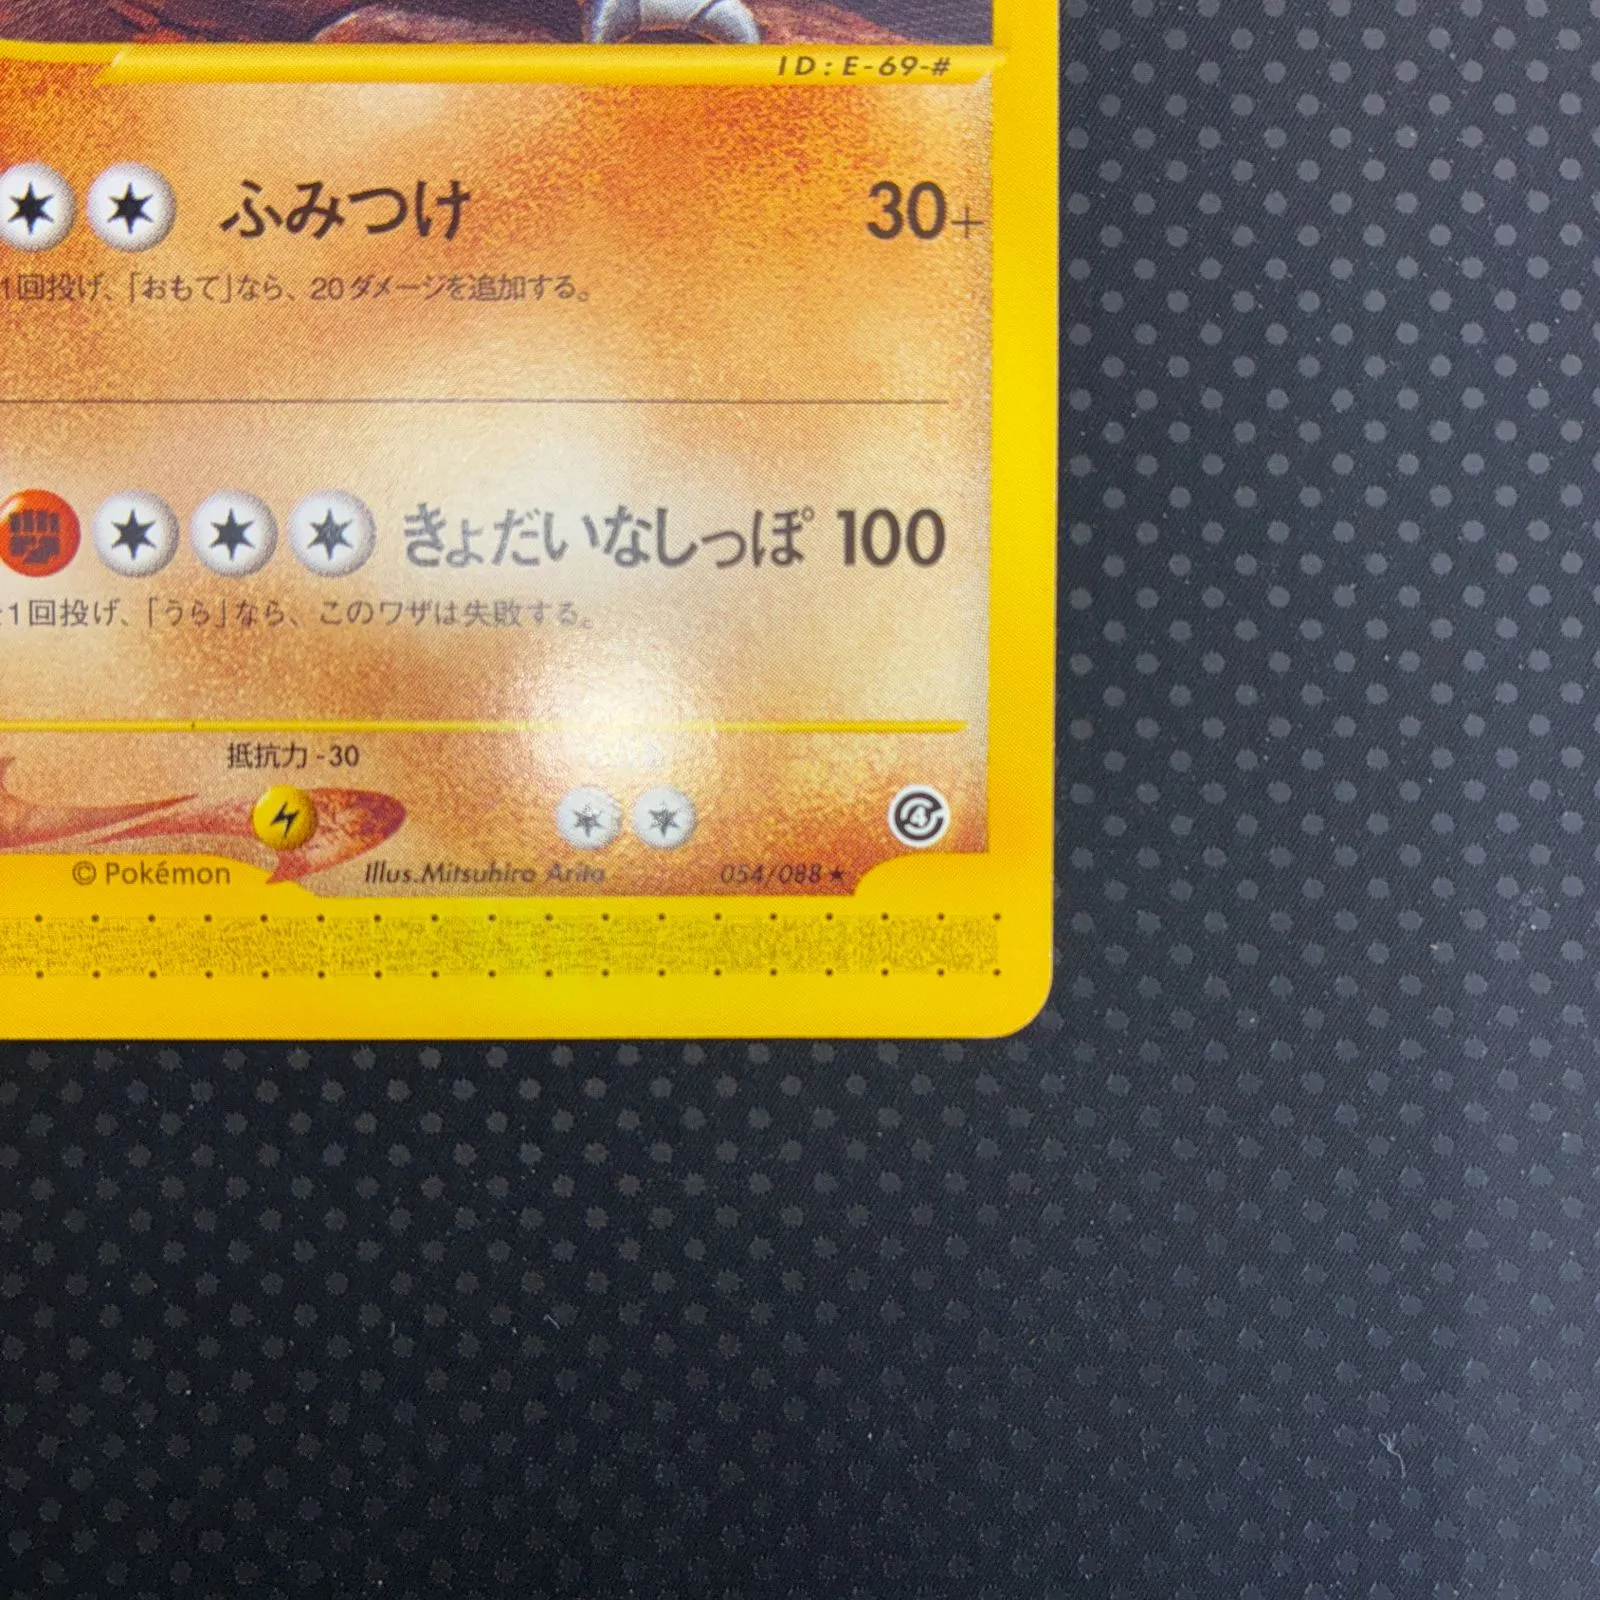 ID:E-69-#
ふみつけ 30+
1回投げ、「おもて」なら、20ダメージを追加する。
きょだいなしっぽ 100
1回投げ、「うら」なら、このワザは失敗する。
抵抗力 -30
© Pokémon Illus.Mitsuhiro Arita 054/088★